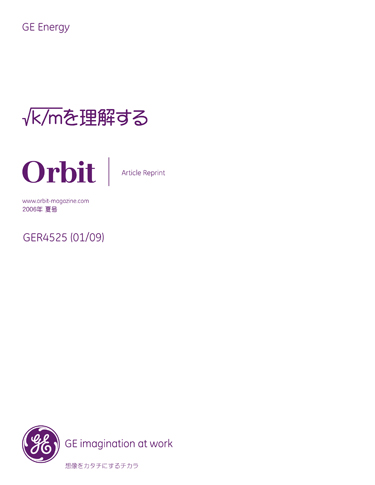 GE Energy
√k/mを理解する
Orbit
Article Reprint
www.orbit-magazine.com
2006年 夏号
GER4525 (01/09)
GE imagination at work
想像をカタチにするチカラ